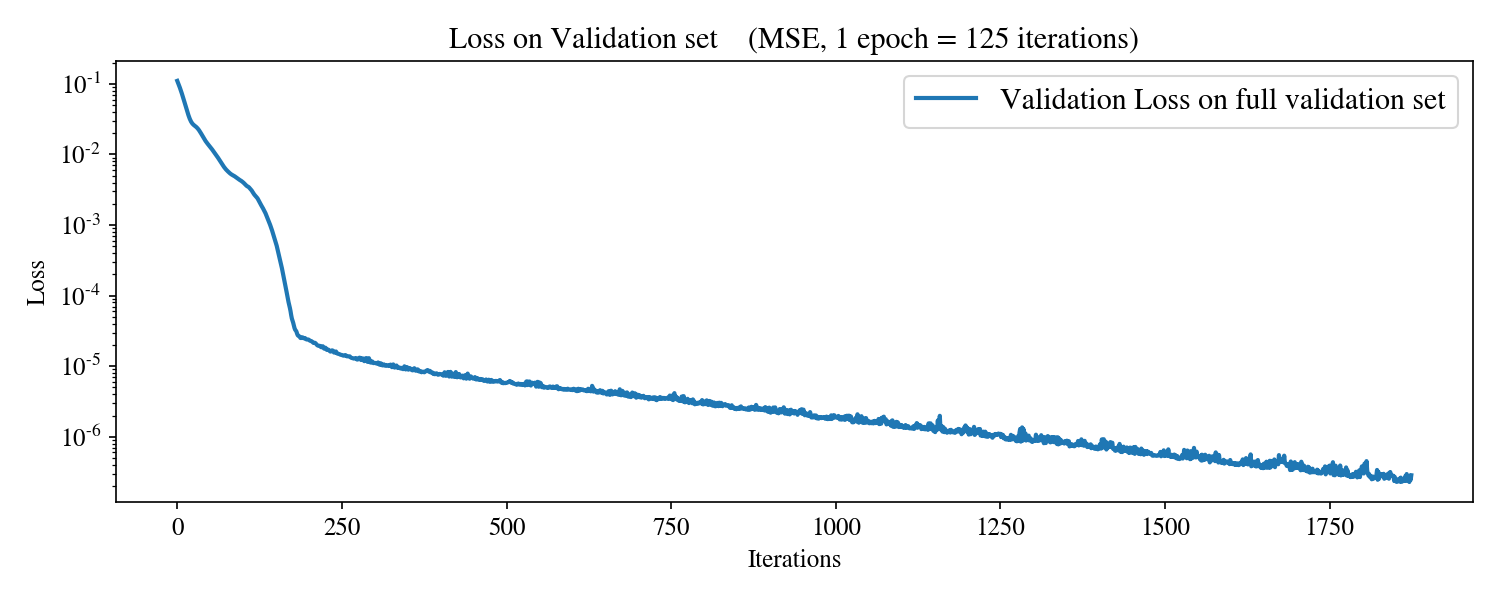 Loss on Validation set (MSE, 1 epoch = 125 iterations)
Validation Loss on full validation set
Loss
10^-1
10^-2
10^-3
10^-4
10^-5
10^-6
0 250 500 750 1000 1250 1500 1750
Iterations